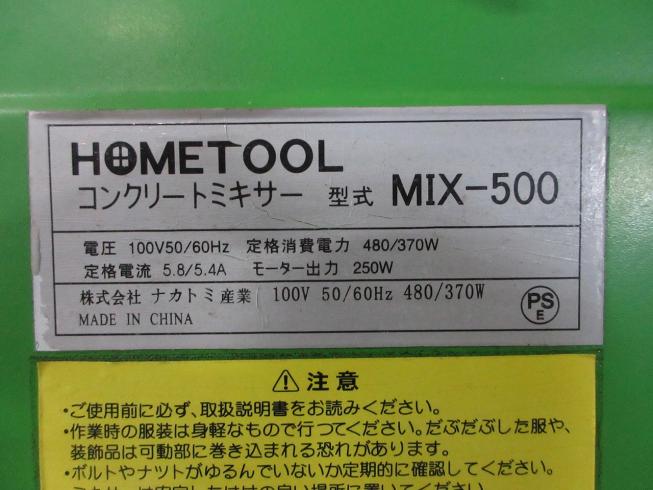 HOMETOOL
コンクリートミキサー 型式 MIX-500
電圧 100V50/60Hz 定格消費電力 480/370W
定格電流 5.8/5.4A モーター出力 250W
株式会社 ナカトミ産業 100V 50/60Hz 480/370W
PS
E
MADE IN CHINA
⚠注意
・ご使用前に必ず、取扱説明書をお読みください。
・作業時の服装は身軽なもので行つてください。だぶだぶした服や、
装飾品は可動部に巻き込まれる恐れがあります。
・ボルトやナツトがゆるんでいないか定期的に確認してください。